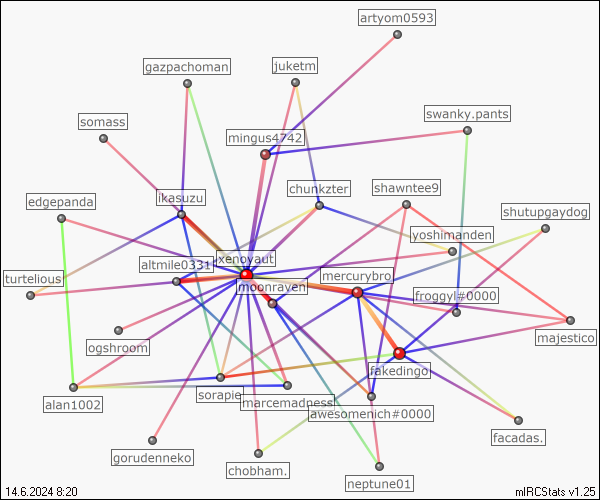 artyom0593
gazpachoman
juketm
swanky.pants
somass
mingus4742
chunkzter
shawntee9
ikasuzu
edgepanda
shutupgaydog
yoshimanden
xenoyaut
altmile0331
mercurybro
turtelious
moonrayen
froggyl#0000
majestico
ogshroom
fakedingo
sorapie
marcemadness
alan1002
awesomenich#0000
facadas.
gorudenneko
chobham.
neptune01
14.6.2024 8:20
mIRCStats v1.25